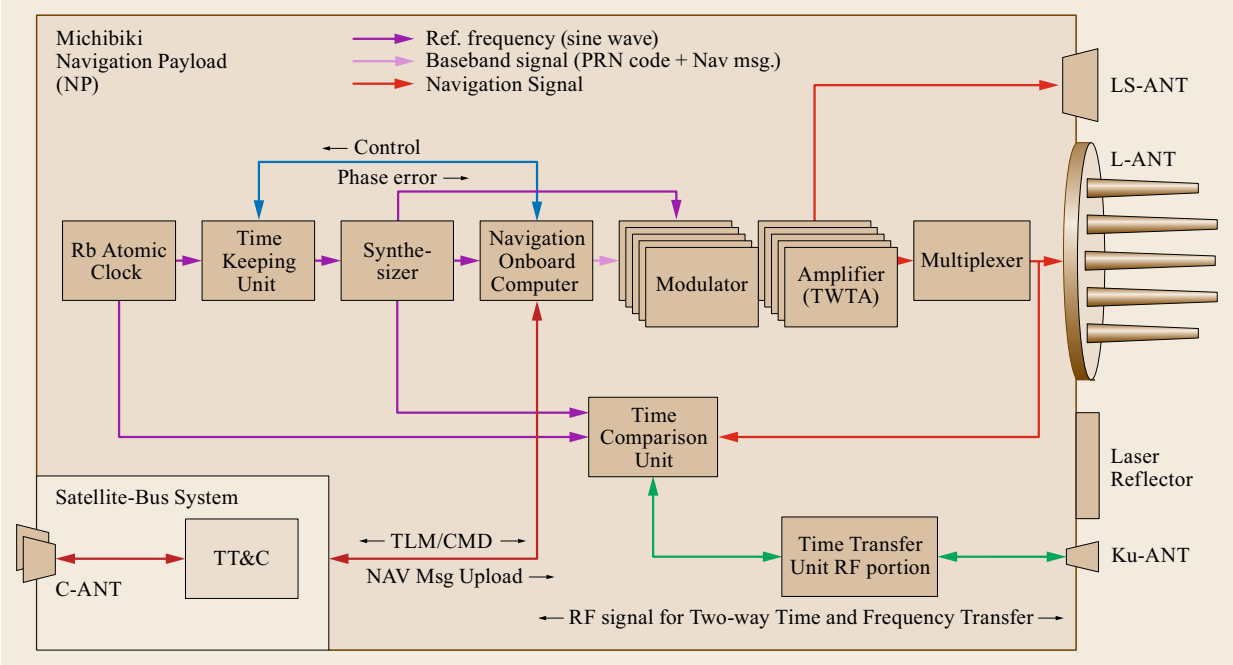 Michibiki
Navigation Payload
(NP)
Ref. frequency (sine wave)
Baseband signal (PRN code + Nav msg.)
Navigation Signal
LS-ANT
L-ANT
Control
Phase error
Rb Atomic
Clock
Time
Keeping
Unit
Synthe-
sizer
Navigation
Onboard
Computer
Modulator
Amplifier
(TWTA)
Multiplexer
Time
Comparison
Unit
Laser
Reflector
Satellite-Bus System
TT&C
C-ANT
TLM/CMD
NAV Msg Upload
Time Transfer
Unit RF portion
Ku-ANT
RF signal for Two-way Time and Frequency Transfer